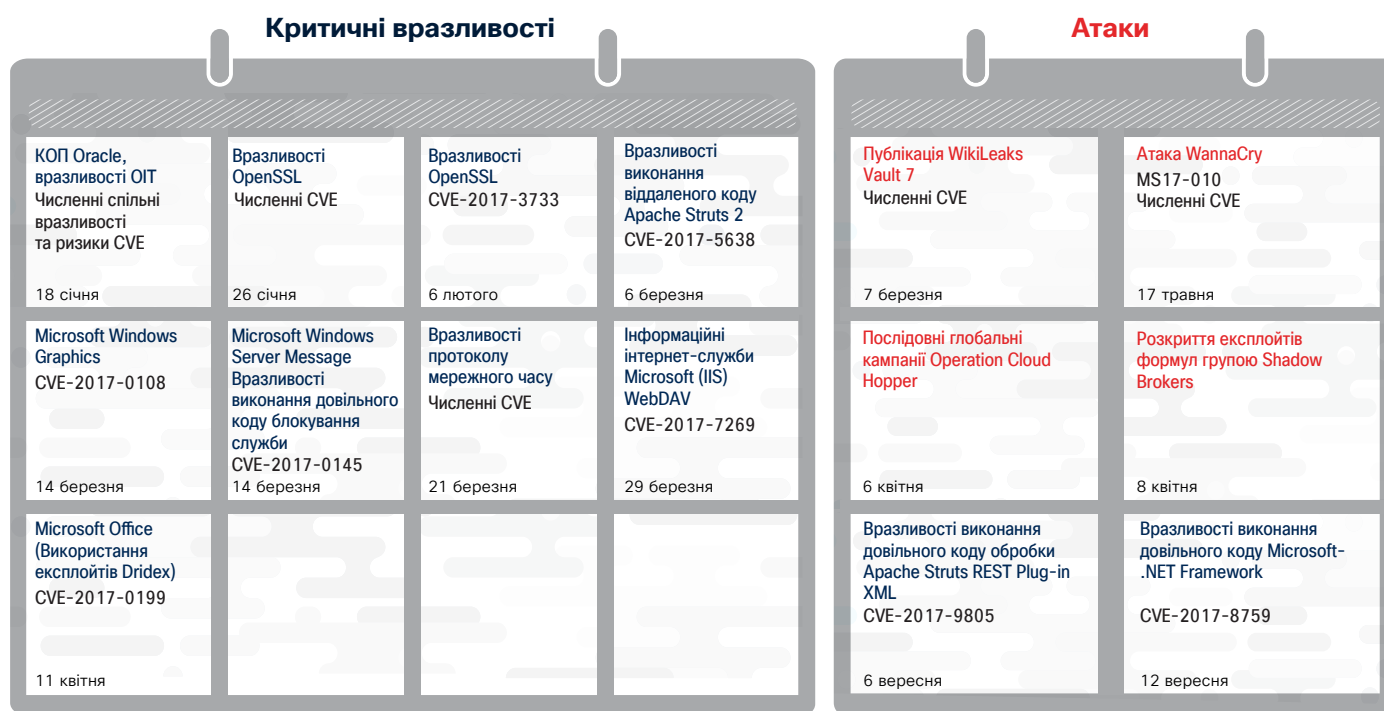 Критичні вразливості
КОП Oracle,
вразливості ОІТ
Численні спільні
вразливості
та ризики CVE
18 січня
Вразливості
OpenSSL
Численні CVE
26 січня
Вразливості
OpenSSL
CVE-2017-3733
6 лютого
Вразливості
виконання
віддаленого коду
Apache Struts 2
CVE-2017-5638
6 березня
Microsoft Windows
Graphics
CVE-2017-0108
14 березня
Microsoft Windows
Server Message
Вразливості
виконання довільного
коду блокування
служби
CVE-2017-0145
14 березня
Вразливості
протоколу
мережного часу
Численні CVE
21 березня
Інформаційні
інтернет-служби
Microsoft (IIS)
WebDAV
CVE-2017-7269
29 березня
Microsoft Office
(Використання
експлойтів Dridex)
CVE-2017-0199
11 квітня
Атаки
Публікація WikiLeaks
Vault 7
Численні CVE
7 березня
Атака WannaCry
MS17-010
Численні CVE
17 травня
Послідовні глобальні
кампанії Operation Cloud
Hopper
6 квітня
Розкриття експлойтів
формул групою Shadow
Brokers
8 квітня
Вразливості виконання
довільного коду обробки
Apache Struts REST Plug-in
XML
CVE-2017-9805
6 вересня
Вразливості виконання
довільного коду Microsoft-
.NET Framework
CVE-2017-8759
12 вересня